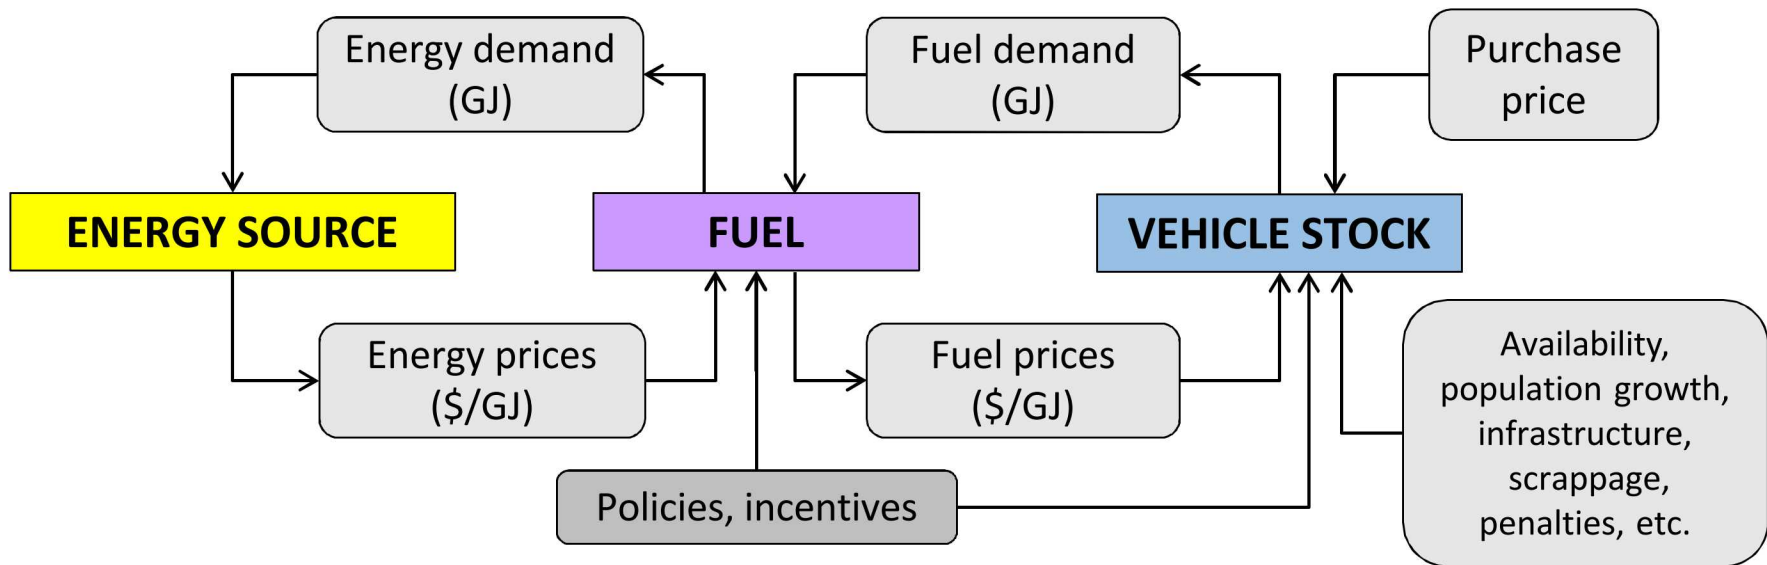 Energy demand
(GJ)
Fuel demand
(GJ)
Purchase
price
ENERGY SOURCE
FUEL
VEHICLE STOCK
Energy prices
($/GJ)
Fuel prices
($/GJ)
Availability,
population growth,
infrastructure,
scrappage,
penalties, etc.
Policies, incentives